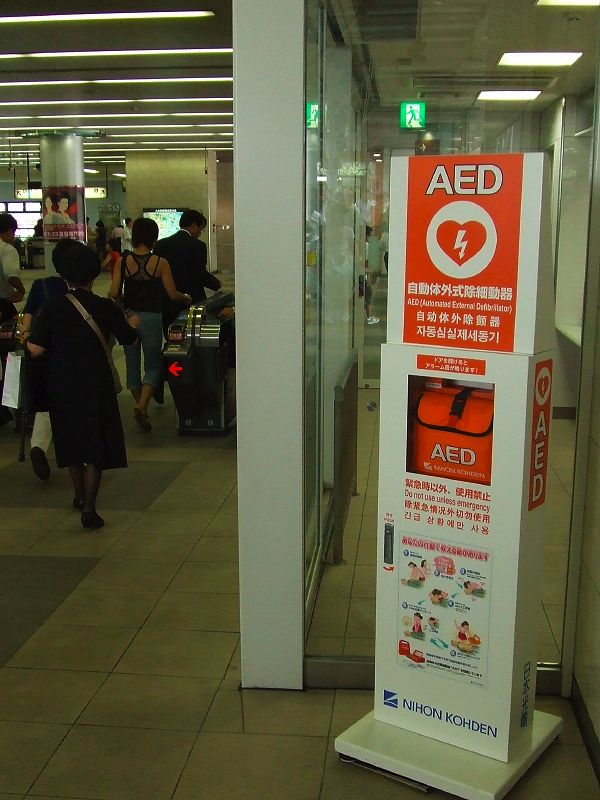 AED
自動体外式除細動器
AED (Automated External Defibrillator)
自动体外除颤器
자동심실제세동기
ドアを開けると
アラーム音が鳴ります!
AED
AED
NIHON KOHDEN
緊急時以外、使用禁止
Do not use unless emergency
除紧急情况外切勿使用
긴급 상황에만 사용
あなたの行動で救える命があります
NIHON KOHDEN
日本光電